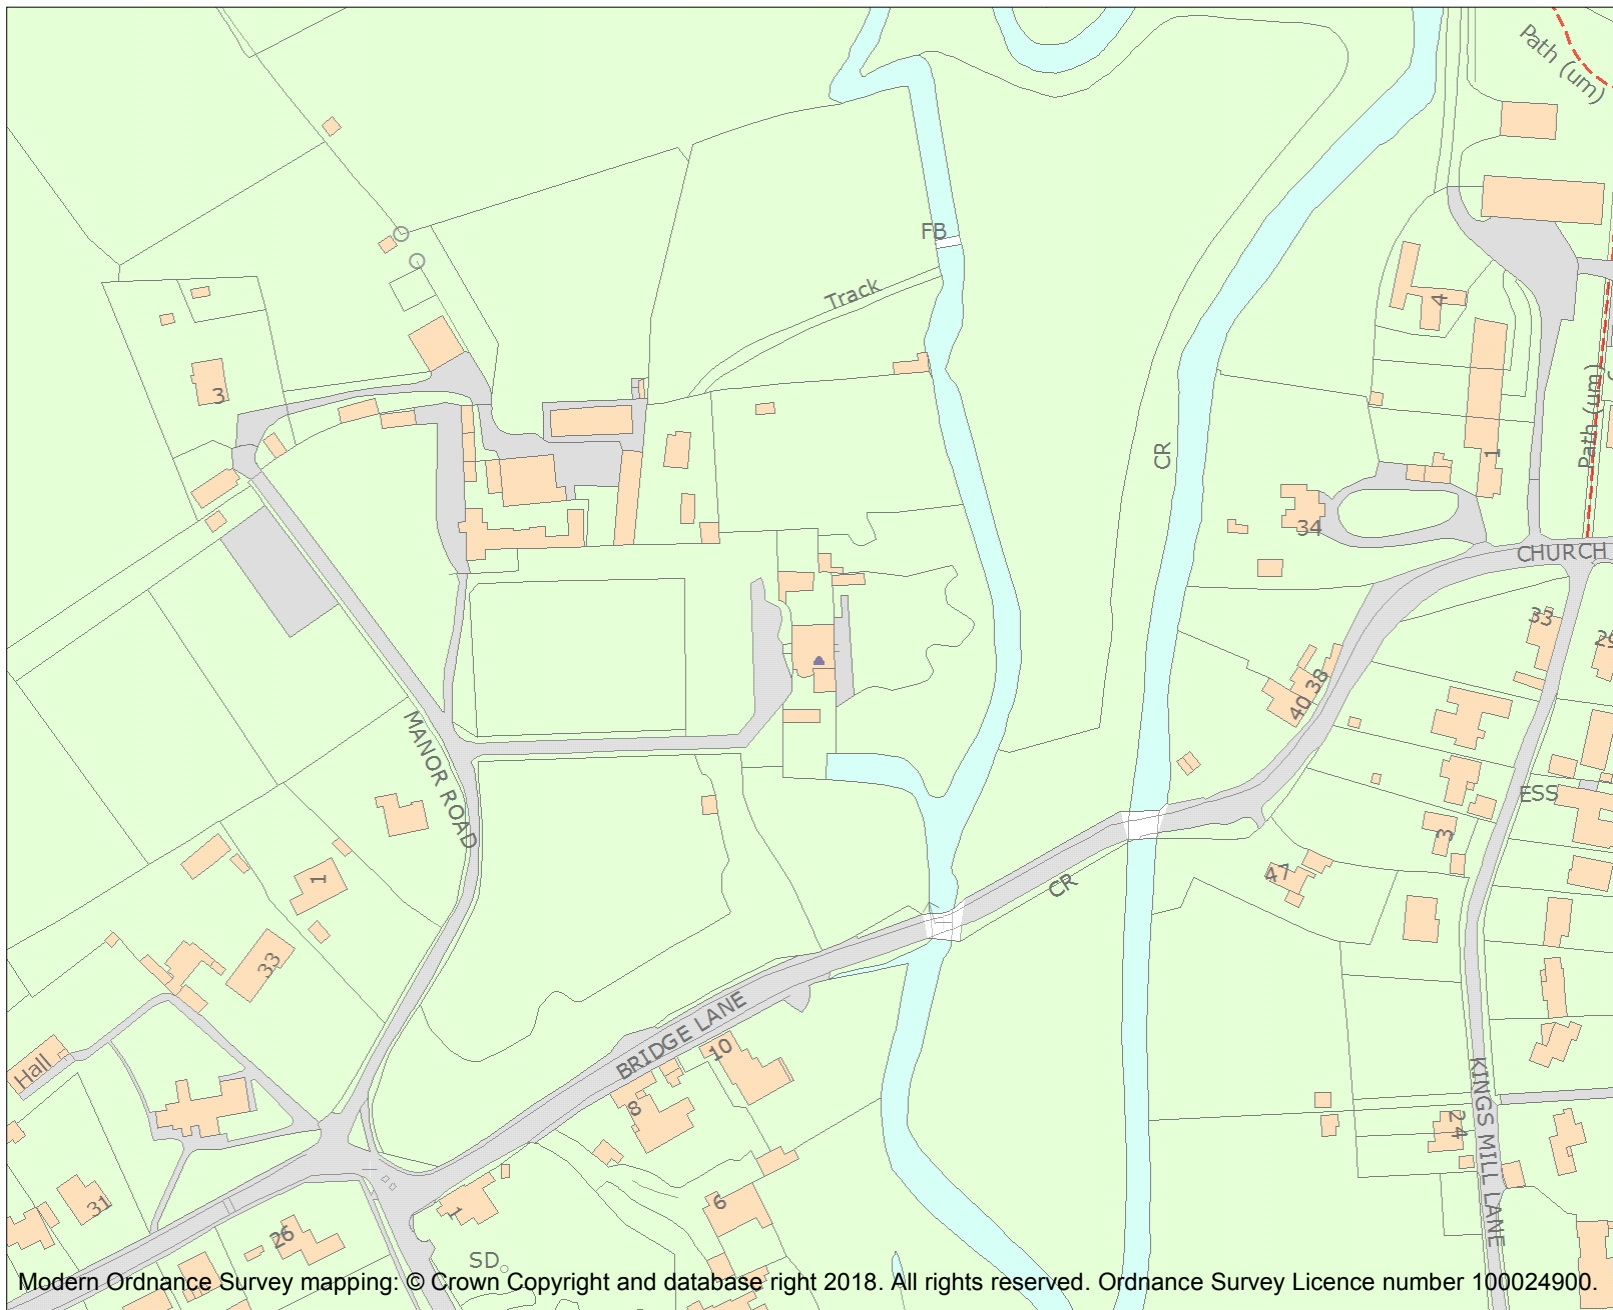 Path (um)
FB
Track
4
3
CR
Path (um)
1
34
CHURCH
33
29
38
40
MANOR ROAD
ESS
3
47
1
CR
33
BRIDGE LANE
10
Hall
8
KINGS MILL LANE
24
31
1
6
26
SD
Modern Ordnance Survey mapping: © Crown Copyright and database right 2018. All rights reserved. Ordnance Survey Licence number 100024900.